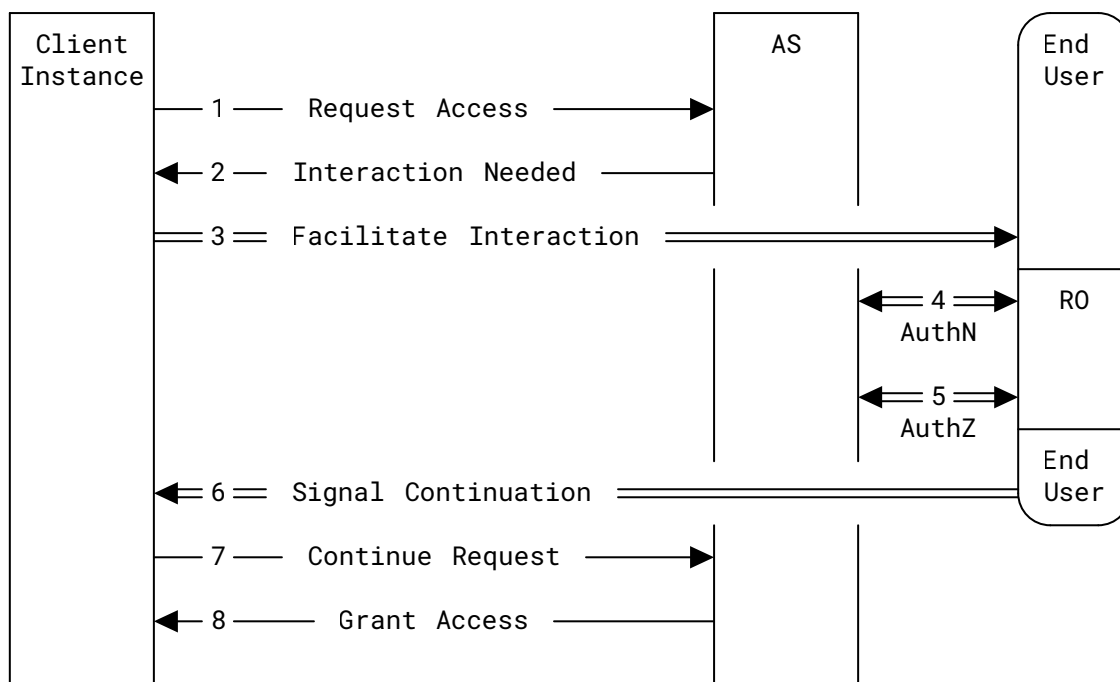 Client
Instance
AS
End
User
1 Request Access
2 Interaction Needed
3 Facilitate Interaction
4
AuthN
RO
5
AuthZ
6 Signal Continuation
End
User
7 Continue Request
8 Grant Access